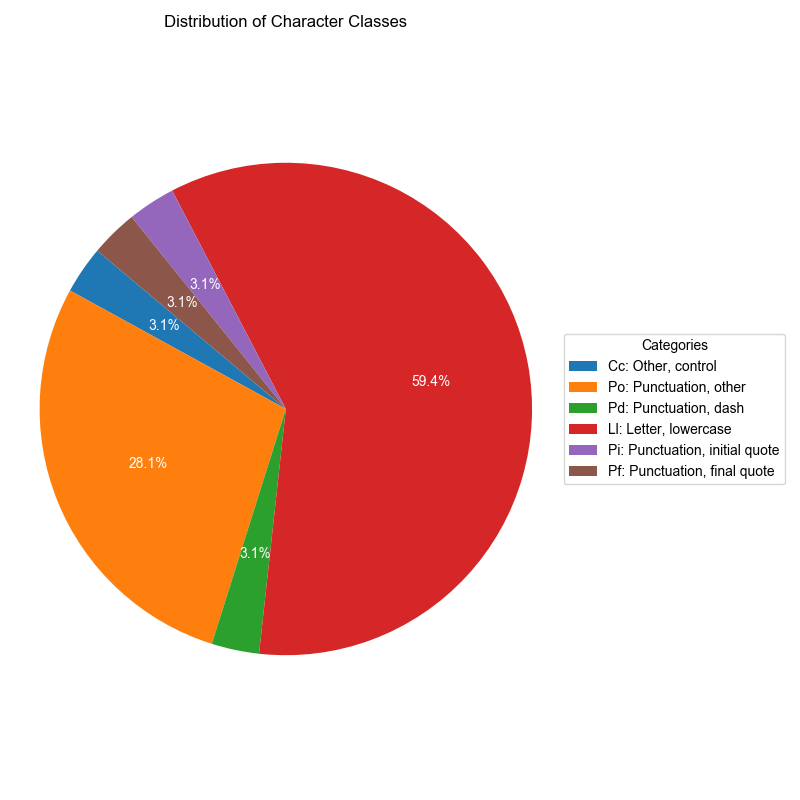 Distribution of Character Classes
3.1%
3.1%
3.1%
59.4%
28.1%
3.1%
Categories
Cc: Other, control
Po: Punctuation, other
Pd: Punctuation, dash
Ll: Letter, lowercase
Pi: Punctuation, initial quote
Pf: Punctuation, final quote